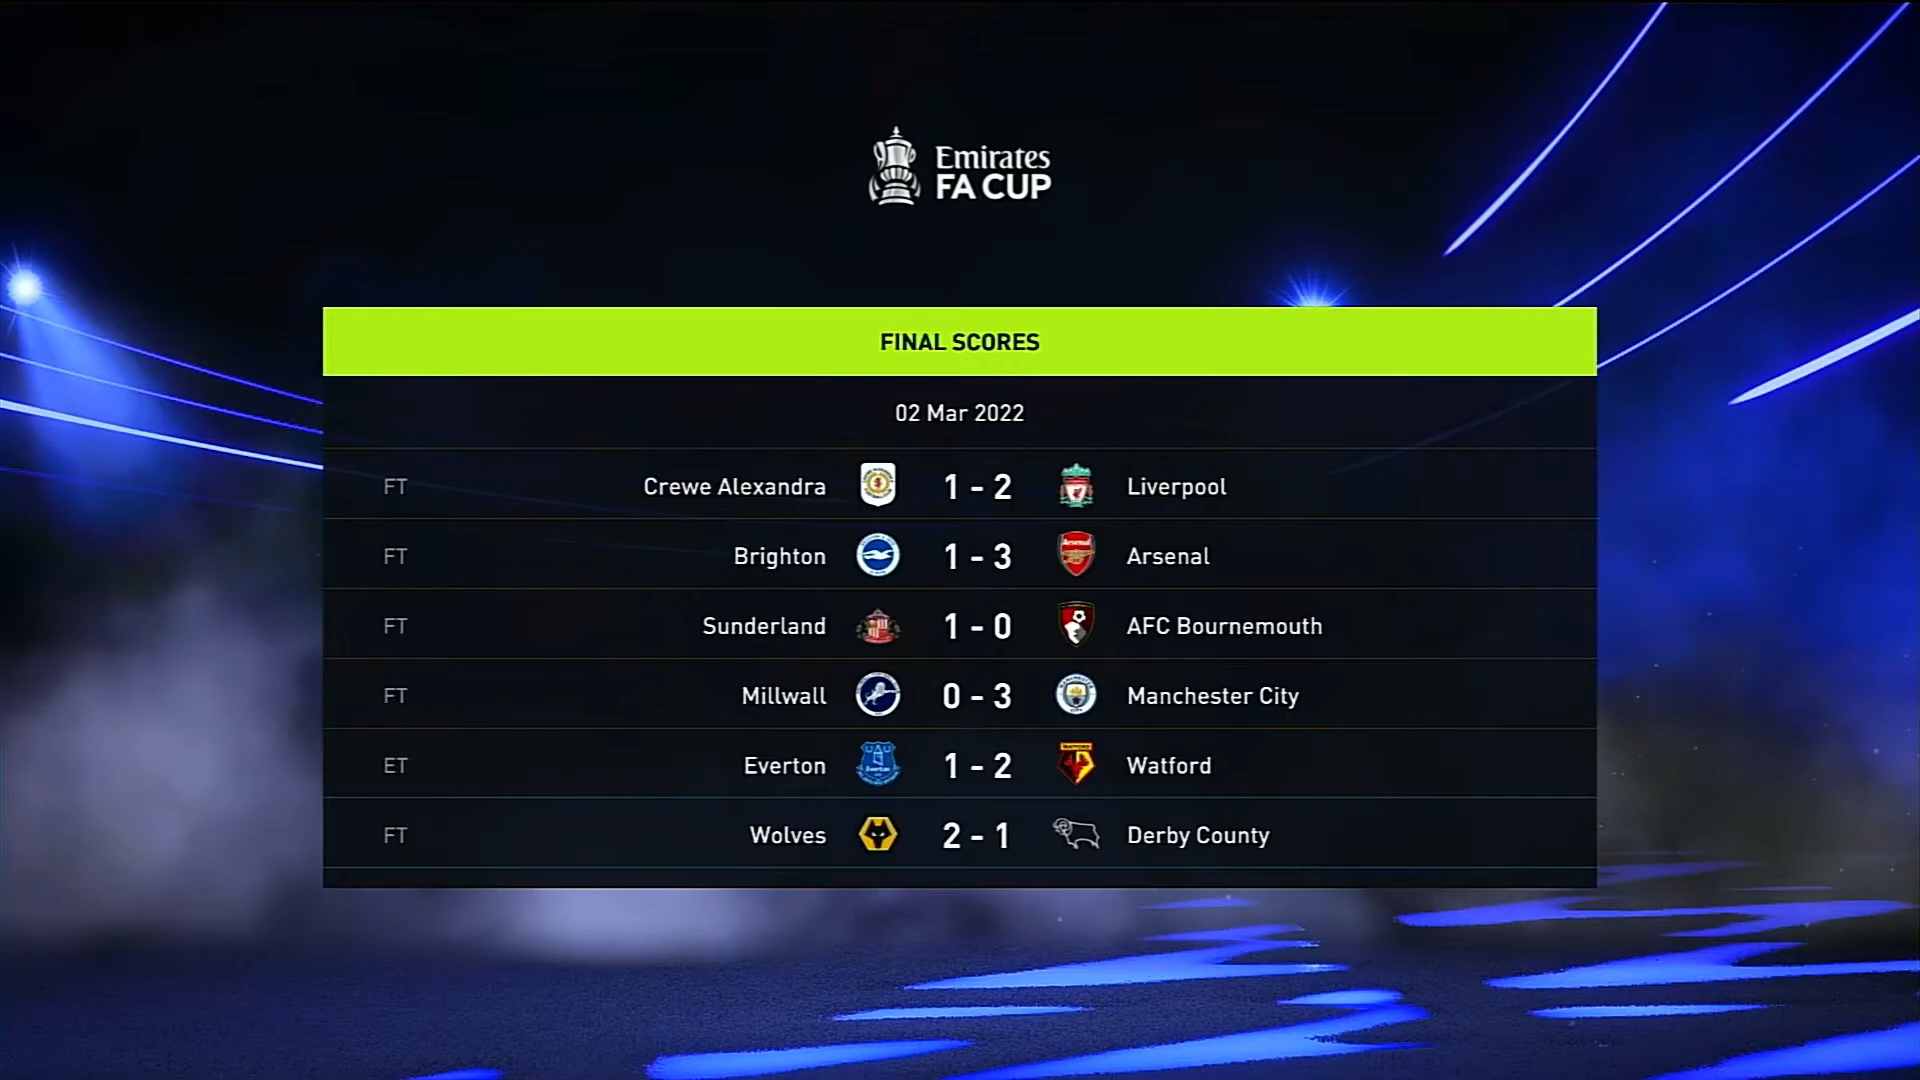 Emirates
FA CUP
FINAL SCORES
02 Mar 2022
FT Crewe Alexandra 1 - 2 Liverpool
FT Brighton 1 - 3 Arsenal
FT Sunderland 1 - 0 AFC Bournemouth
FT Millwall 0 - 3 Manchester City
ET Everton 1 - 2 Watford
FT Wolves 2 - 1 Derby County